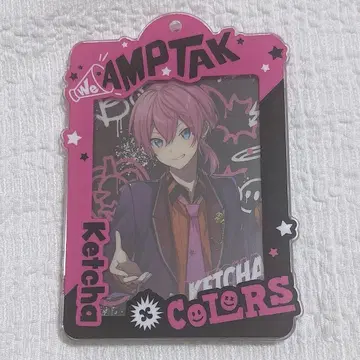 We
AMPTAK
Ketcha
KETCHA
× COLORS